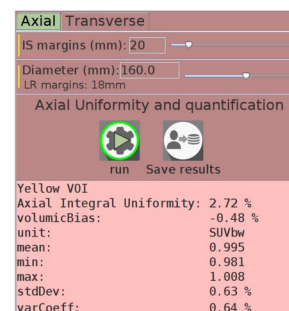 Axial Transverse
IS margins (mm): 20
Diameter (mm): 160.0
LR margins: 18mm
Axial Uniformity and quantification
run Save results
Yellow VOI
Axial Integral Uniformity: 2.72 %
volumicBias: -0.48 %
unit: SUVbw
mean: 0.995
min: 0.981
max: 1.008
stdDev: 0.63 %
varCoeff: 0.64 %